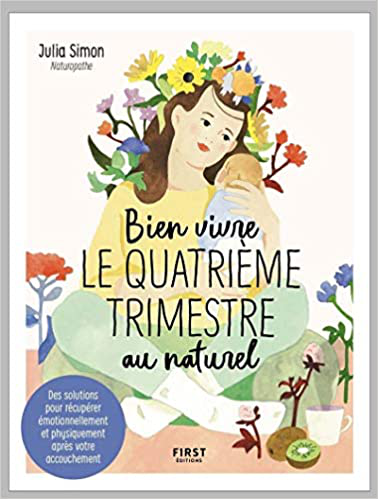 Julia Simon
Naturopathe
Bien vivre
LE QUATRIÈME
TRIMESTRE
au naturel
Des solutions
pour récupérer
émotionnellement
et physiquement
après votre
accouchement
FIRST
ÉDITIONS